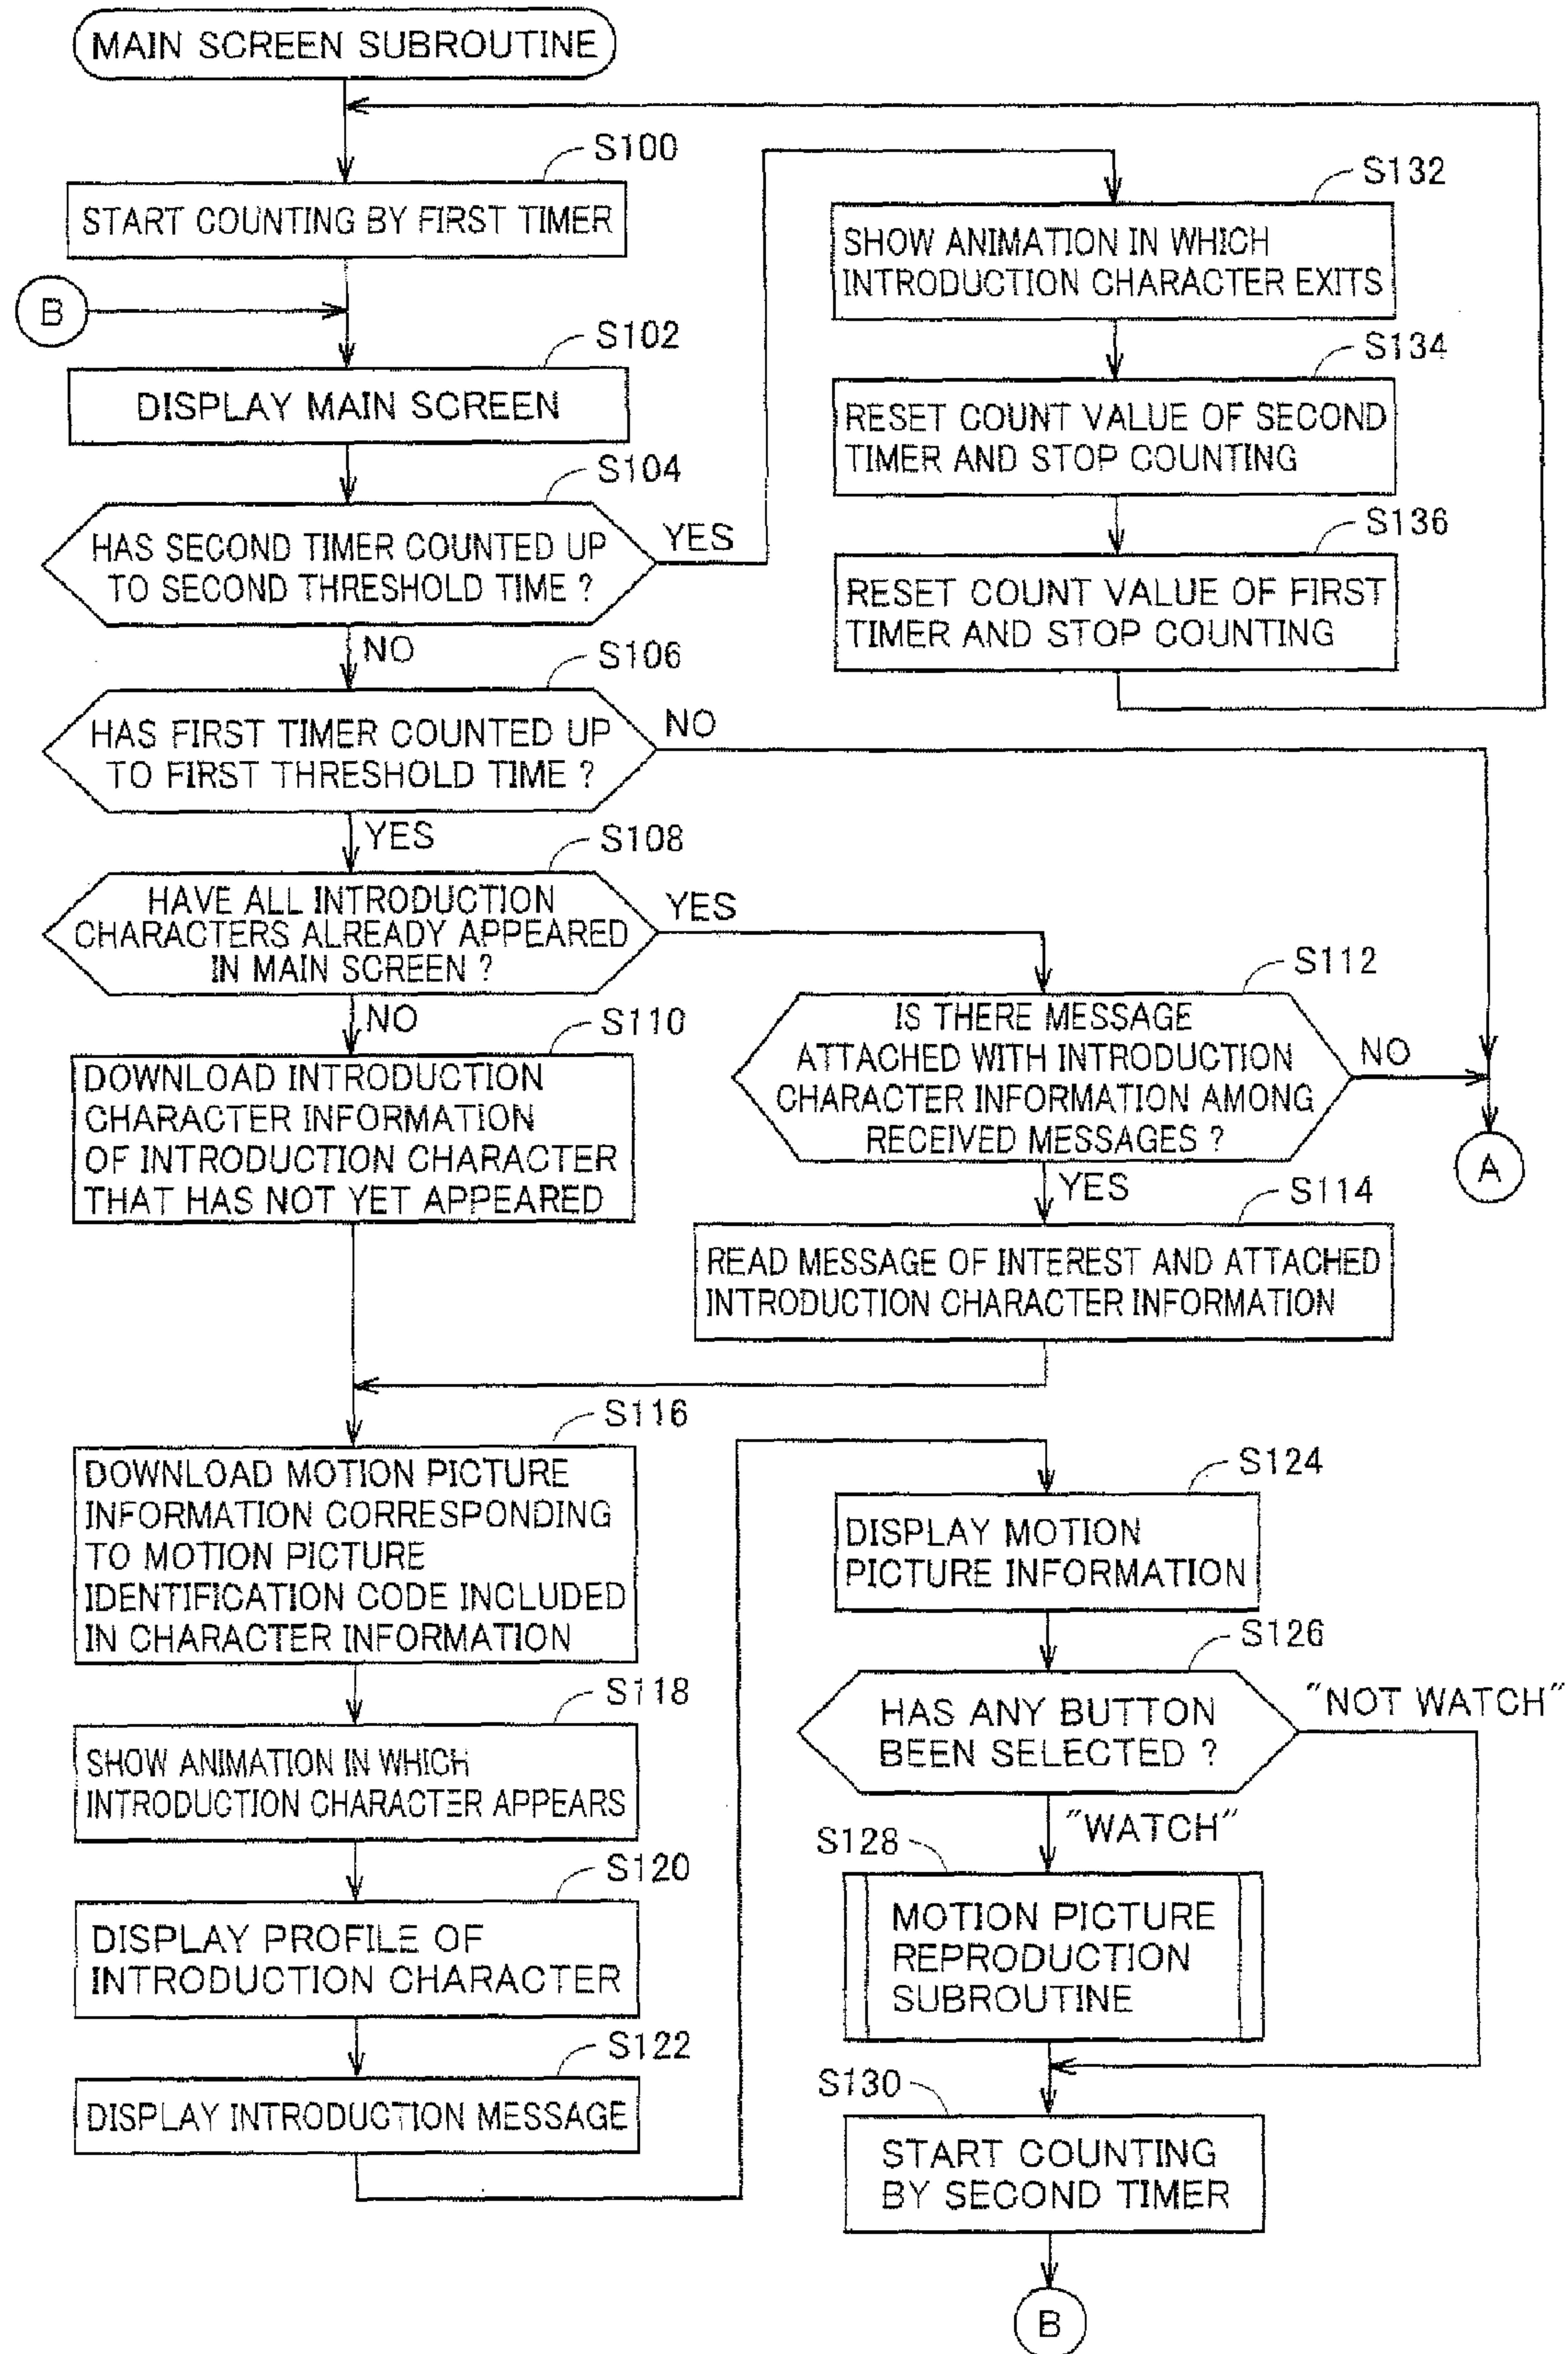 MAIN SCREEN SUBROUTINE
S100
START COUNTING BY FIRST TIMER
B
S102
DISPLAY MAIN SCREEN
S104
HAS SECOND TIMER COUNTED UP
TO SECOND THRESHOLD TIME ?
YES
NO
S132
SHOW ANIMATION IN WHICH
INTRODUCTION CHARACTER EXITS
S134
RESET COUNT VALUE OF SECOND
TIMER AND STOP COUNTING
S136
RESET COUNT VALUE OF FIRST
TIMER AND STOP COUNTING
S106
HAS FIRST TIMER COUNTED UP
TO FIRST THRESHOLD TIME ?
NO
YES
S108
HAVE ALL INTRODUCTION
CHARACTERS ALREADY APPEARED
IN MAIN SCREEN ?
YES
NO
S110
DOWNLOAD INTRODUCTION
CHARACTER INFORMATION
OF INTRODUCTION CHARACTER
THAT HAS NOT YET APPEARED
S112
IS THERE MESSAGE
ATTACHED WITH INTRODUCTION
CHARACTER INFORMATION AMONG
RECEIVED MESSAGES ?
NO
A
YES
S114
READ MESSAGE OF INTEREST AND ATTACHED
INTRODUCTION CHARACTER INFORMATION
S116
DOWNLOAD MOTION PICTURE
INFORMATION CORRESPONDING
TO MOTION PICTURE
IDENTIFICATION CODE INCLUDED
IN CHARACTER INFORMATION
S118
SHOW ANIMATION IN WHICH
INTRODUCTION CHARACTER APPEARS
S120
DISPLAY PROFILE OF
INTRODUCTION CHARACTER
S122
DISPLAY INTRODUCTION MESSAGE
S124
DISPLAY MOTION
PICTURE INFORMATION
S126
HAS ANY BUTTON
BEEN SELECTED ?
"NOT WATCH"
"WATCH"
S128
MOTION PICTURE
REPRODUCTION
SUBROUTINE
S130
START COUNTING
BY SECOND TIMER
B